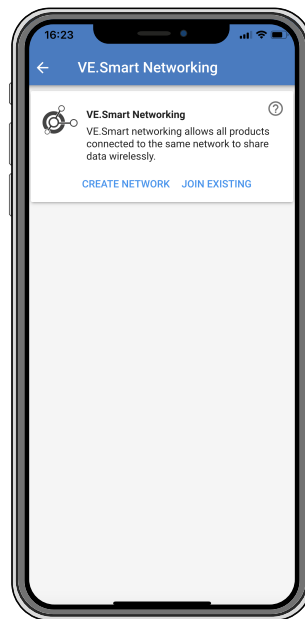 16:23
VE.Smart Networking
VE.Smart Networking
VE.Smart networking allows all products
connected to the same network to share
data wirelessly.
CREATE NETWORK JOIN EXISTING